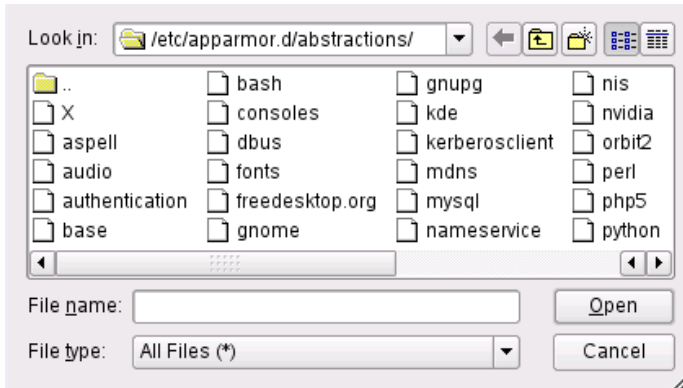 Look in: /etc/apparmor.d/abstractions/
.. bash gnupg nis
X consoles kde nvidia
aspell dbus kerberosclient orbit2
audio fonts mdns perl
authentication freedesktop.org mysql php5
base gnome nameservice python
File name: Open
File type: All Files (*) Cancel